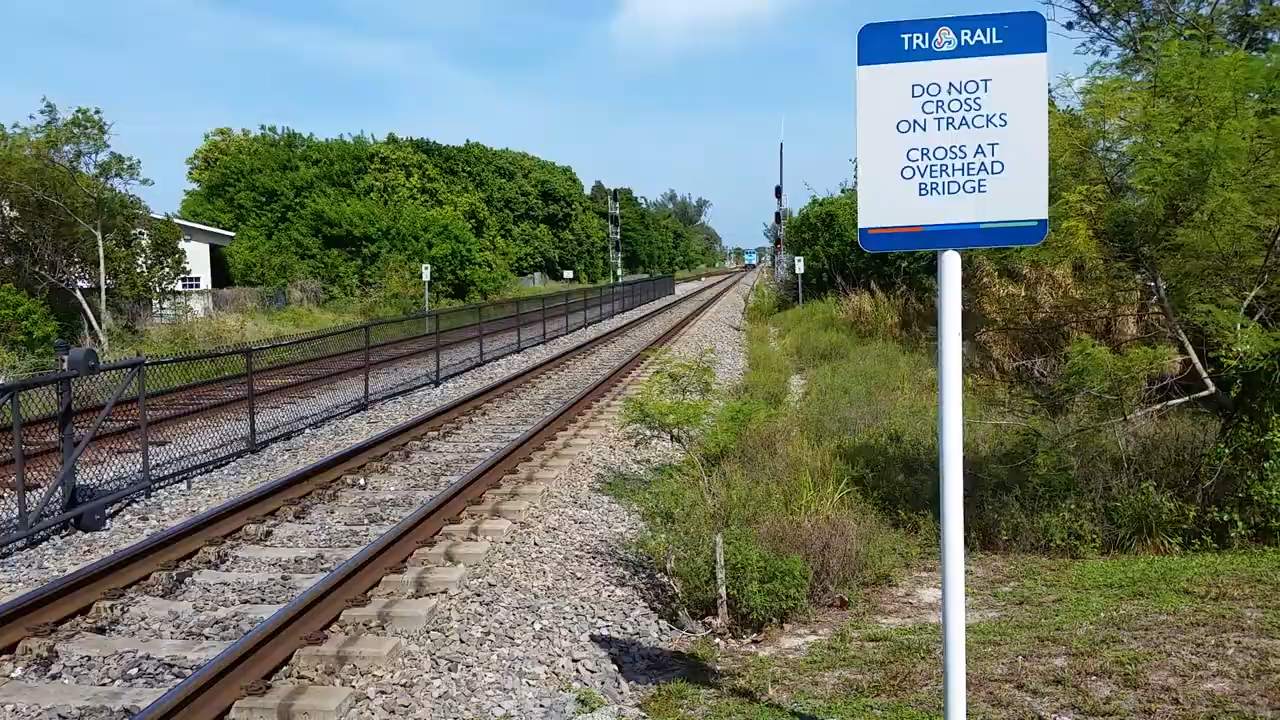 TRI RAIL
DO NOT
CROSS
ON TRACKS
CROSS AT
OVERHEAD
BRIDGE